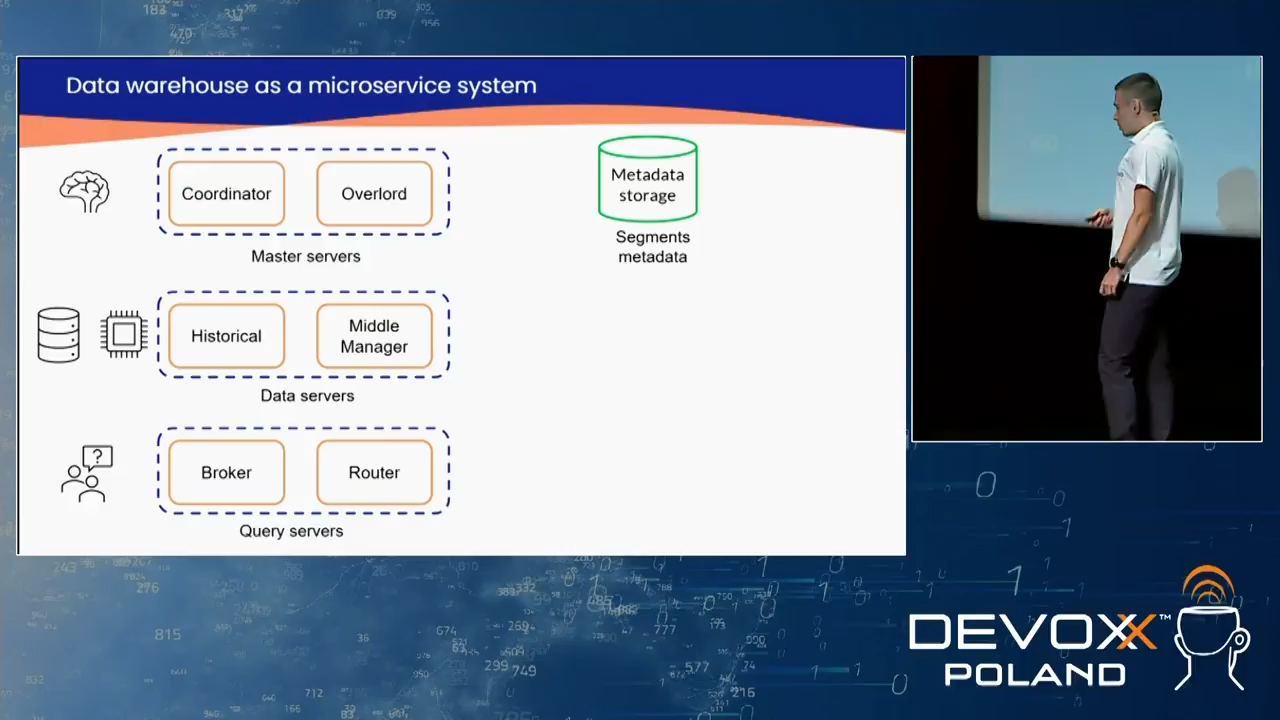 Data warehouse as a microservice system
Coordinator
Overlord
Master servers
Metadata
storage
Segments
metadata
Historical
Middle
Manager
Data servers
?
Broker
Router
Query servers
DEVOXX™
POLAND